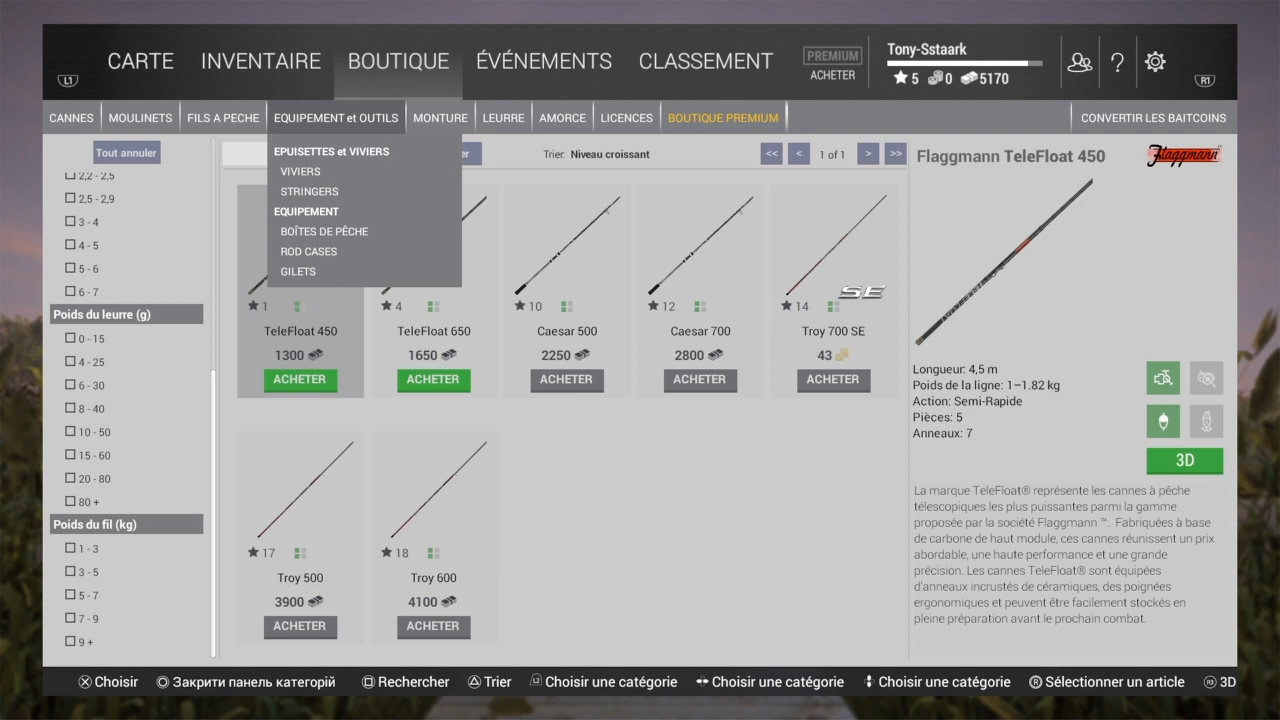 CARTE INVENTAIRE BOUTIQUE ÉVÉNEMENTS CLASSEMENT
PREMIUM
ACHETER
Tony-Sstaark
5 0 5170
L1
R1
CANNES MOULINETS FILS A PECHE EQUIPEMENT et OUTILS MONTURE LEURRE AMORCE LICENCES BOUTIQUE PREMIUM CONVERTIR LES BAITCOINS
EPUISETTES et VIVIERS
VIVIERS
STRINGERS
EQUIPEMENT
BOÎTES DE PÊCHE
ROD CASES
GILETS
Tout annuler
2,2 - 2,5
2,5 - 2,9
3 - 4
4 - 5
5 - 6
6 - 7
Poids du leurre (g)
0 - 15
4 - 25
6 - 30
8 - 40
10 - 50
15 - 60
20 - 80
80 +
Poids du fil (kg)
1 - 3
3 - 5
5 - 7
7 - 9
9 +
Trier: Niveau croissant
<< < 1 of 1 > >>
1 4 10 12 14
SE
TeleFloat 450 TeleFloat 650 Caesar 500 Caesar 700 Troy 700 SE
1300 1650 2250 2800 43
ACHETER ACHETER ACHETER ACHETER ACHETER
17 18
Troy 500 Troy 600
3900 4100
ACHETER ACHETER
Flaggmann TeleFloat 450
Flaggmann
Longueur: 4,5 m
Poids de la ligne: 1–1.82 kg
Action: Semi-Rapide
Pièces: 5
Anneaux: 7
3D
La marque TeleFloat® représente les cannes à pêche
télescopiques les plus puissantes parmi la gamme
proposée par la société Flaggmann ™. Fabriquées à base
de carbone de haut module, ces cannes réunissent un prix
abordable, une haute performance et une grande
précision. Les cannes TeleFloat® sont équipées
d'anneaux incrustés de céramiques, des poignées
ergonomiques et peuvent être facilement stockés en
pleine préparation avant le prochain combat.
Choisir Закрити панель категорій Rechercher Trier L2 Choisir une catégorie Choisir une catégorie Choisir une catégorie R Sélectionner un article R3 3D